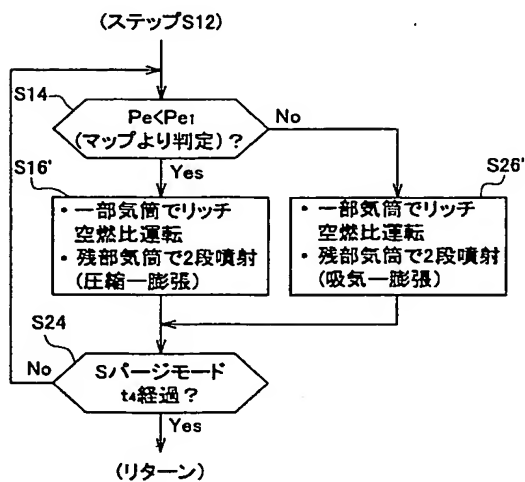 (ステップS12)
S14
Pe<Pe1
(マップより判定)？
No
Yes
S16'
・一部気筒でリッチ
空燃比運転
・残部気筒で2段噴射
(圧縮―膨張)
S26'
・一部気筒でリッチ
空燃比運転
・残部気筒で2段噴射
(吸気―膨張)
S24
No
Sパージモード
t4経過？
Yes
(リターン)